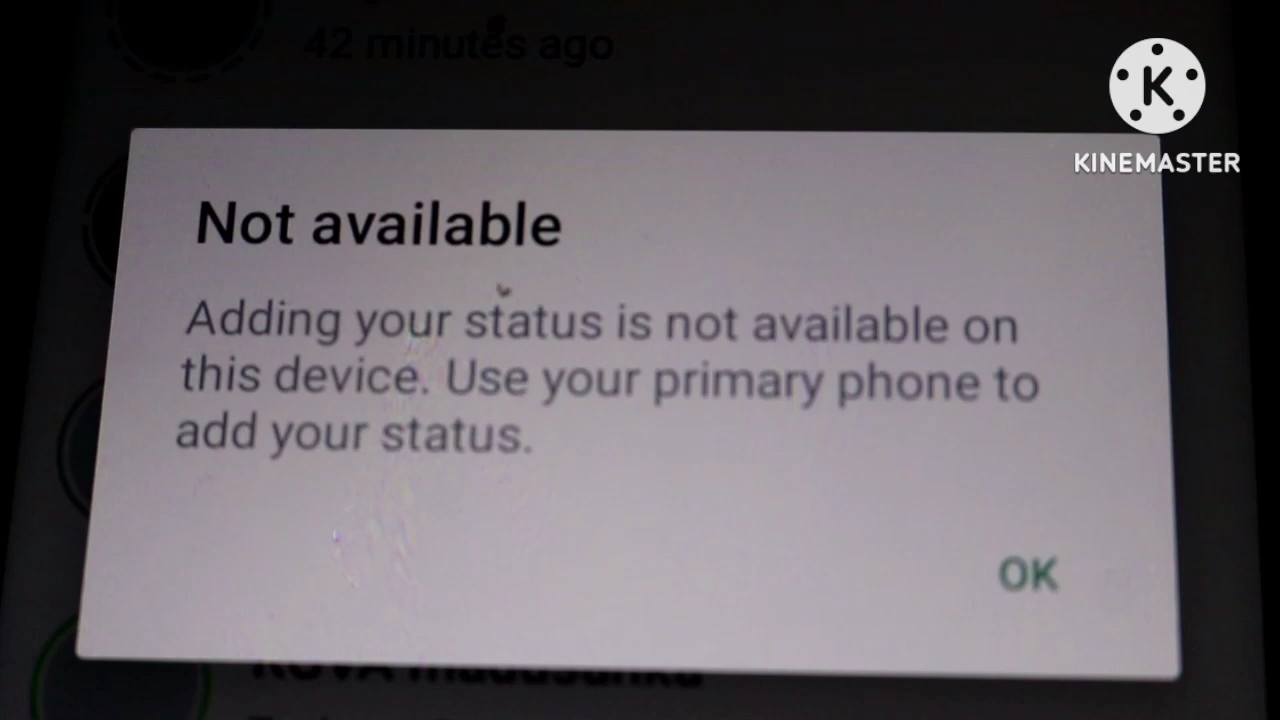 42 minutes ago
K
KINEMASTER
Not available
Adding your status is not available on
this device. Use your primary phone to
add your status.
OK